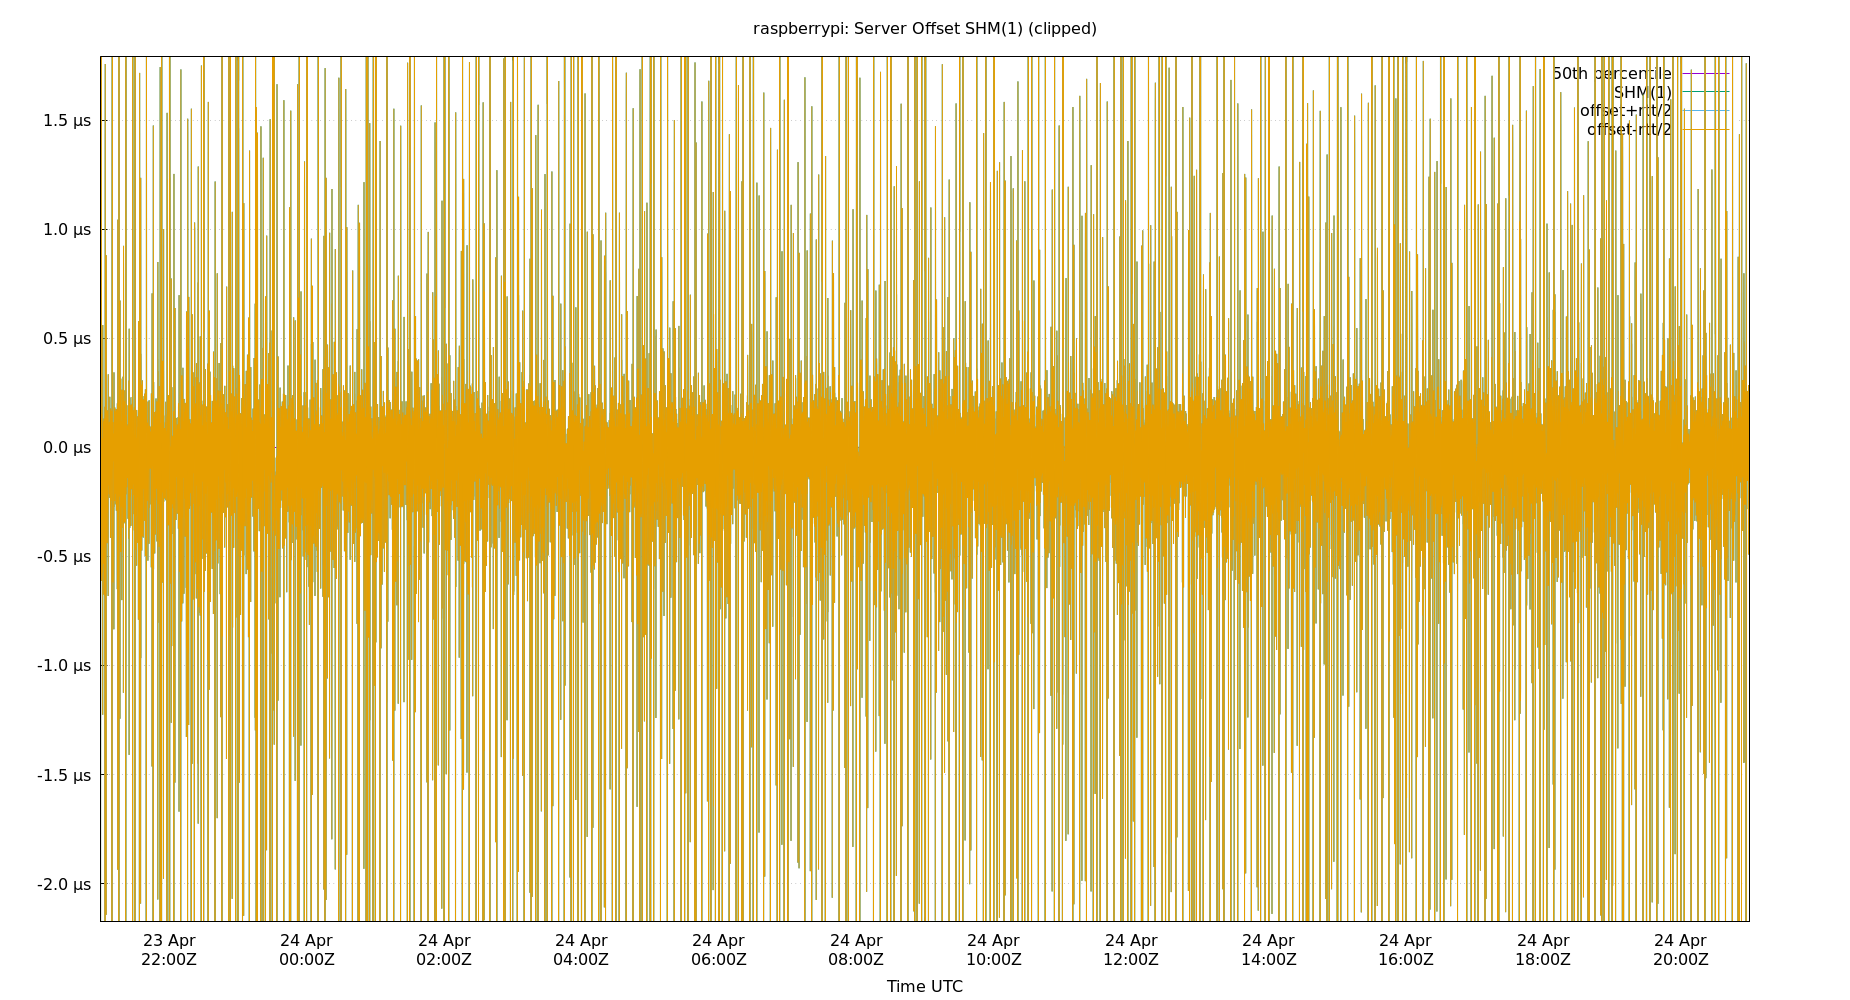 raspberrypi: Server Offset SHM(1) (clipped)
50th percentile
SHM(1)
offset+rtt/2
offset-rtt/2
1.5 µs
1.0 µs
0.5 µs
0.0 µs
-0.5 µs
-1.0 µs
-1.5 µs
-2.0 µs
23 Apr 24 Apr 24 Apr 24 Apr 24 Apr 24 Apr 24 Apr 24 Apr 24 Apr 24 Apr 24 Apr 24 Apr
22:00Z 00:00Z 02:00Z 04:00Z 06:00Z 08:00Z 10:00Z 12:00Z 14:00Z 16:00Z 18:00Z 20:00Z
Time UTC